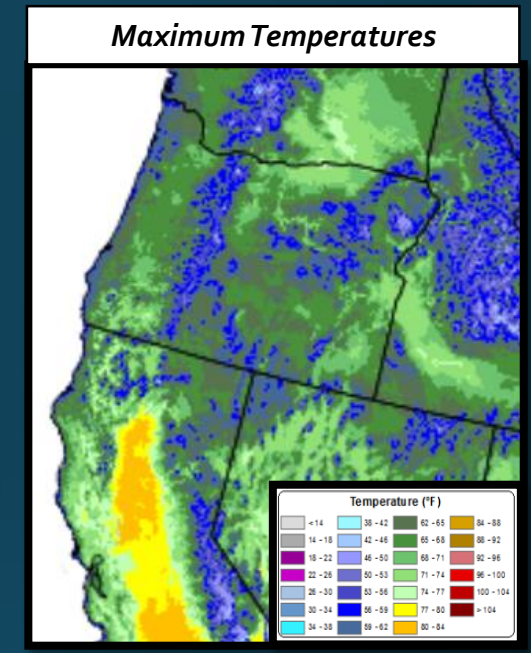 Maximum Temperatures
Temperature (°F)
< 14 38 - 42 62 - 65 84 - 88
14 - 18 42 - 46 65 - 68 88 - 92
18 - 22 46 - 50 68 - 71 92 - 96
22 - 26 50 - 53 71 - 74 96 - 100
26 - 30 53 - 56 74 - 77 100 - 104
30 - 34 56 - 59 77 - 80 > 104
34 - 38 59 - 62 80 - 84